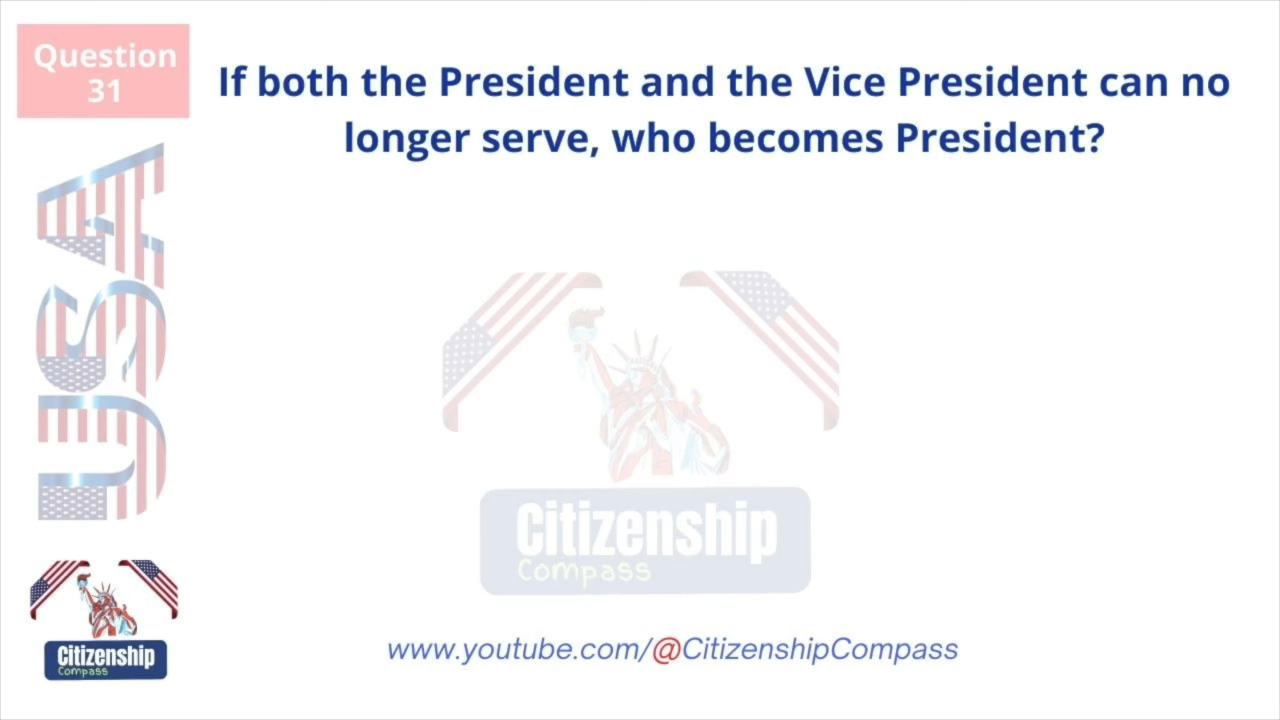 Question
31
If both the President and the Vice President can no
longer serve, who becomes President?
USA
Citizenship
Compass
Citizenship
Compass
www.youtube.com/@CitizenshipCompass